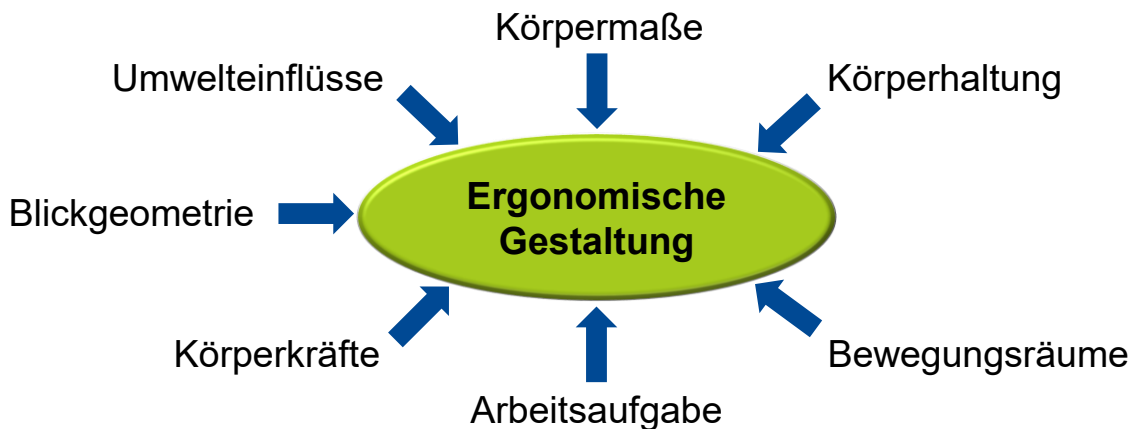 Körpermaße
Umwelteinflüsse
Körperhaltung
Blickgeometrie
Ergonomische
Gestaltung
Körperkräfte
Bewegungsräume
Arbeitsaufgabe